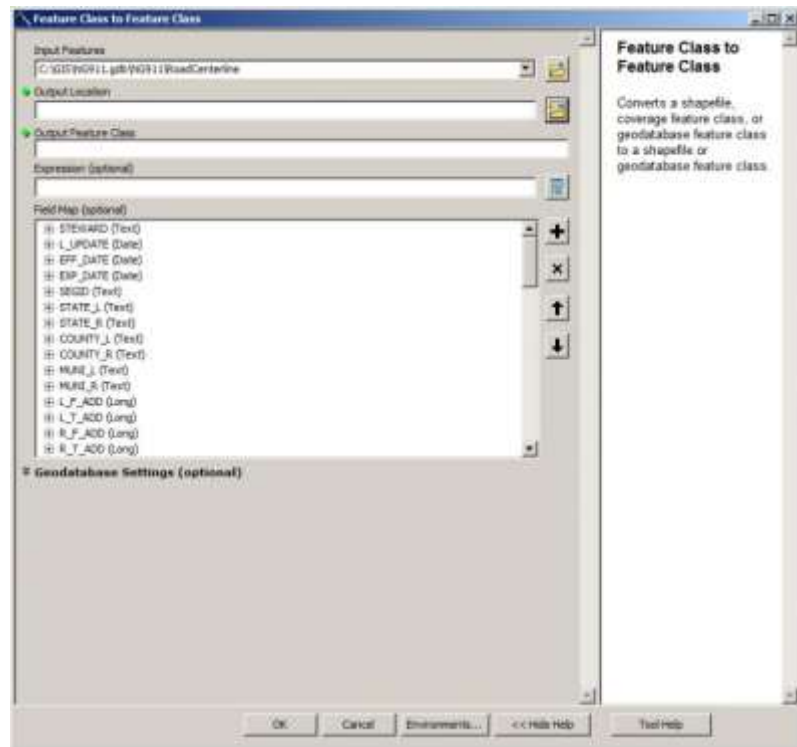 Feature Class to Feature Class
Input Features
C:\GIS\NG911.gdb\NG911\RoadCenterline
Output Location
Output Feature Class
Expression (optional)
Field Map (optional)
STEWARD (Text)
L_UPDATE (Date)
EFF_DATE (Date)
EXP_DATE (Date)
SEGID (Text)
STATE_L (Text)
STATE_R (Text)
COUNTY_L (Text)
COUNTY_R (Text)
MUNI_L (Text)
MUNI_R (Text)
L_F_ADD (Long)
L_T_ADD (Long)
R_F_ADD (Long)
R_T_ADD (Long)
Geodatabase Settings (optional)
OK
Cancel
Environments...
<< Hide Help
Feature Class to
Feature Class
Converts a shapefile,
coverage feature class, or
geodatabase feature class
to a shapefile or
geodatabase feature class.
Tool Help